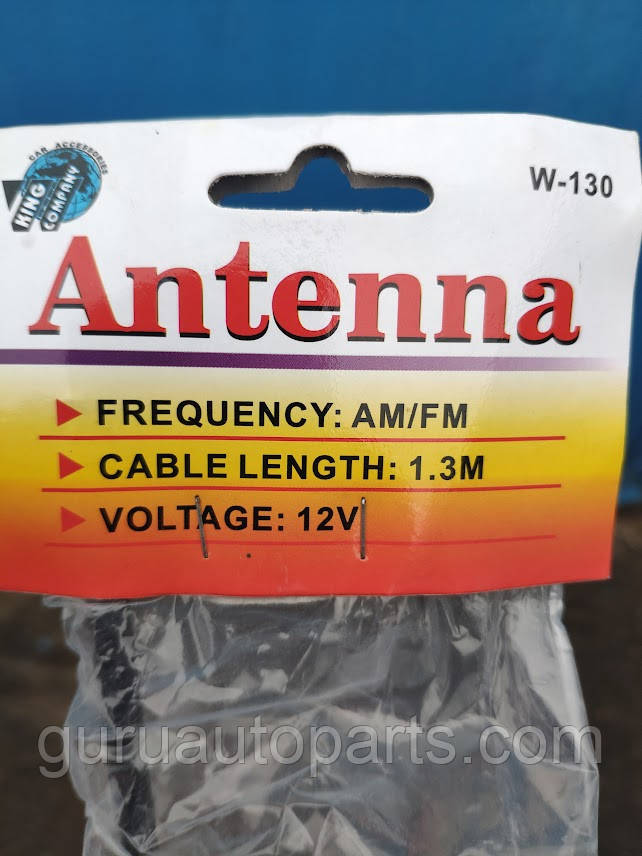 CAR ACCESSORIES
KING
COMPANY
W-130
Antenna
FREQUENCY: AM/FM
CABLE LENGTH: 1.3M
VOLTAGE: 12V
guruautoparts.com